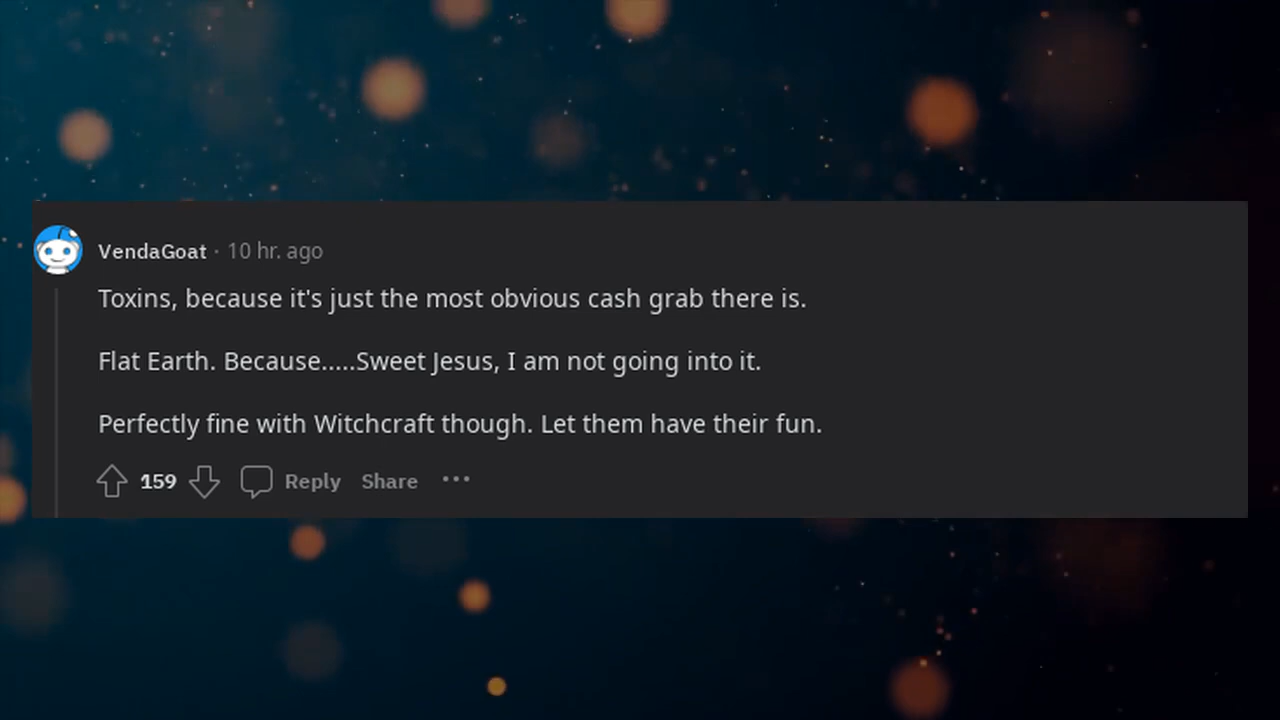 VendaGoat · 10 hr. ago
Toxins, because it's just the most obvious cash grab there is.
Flat Earth. Because.....Sweet Jesus, I am not going into it.
Perfectly fine with Witchcraft though. Let them have their fun.
159 Reply Share ···